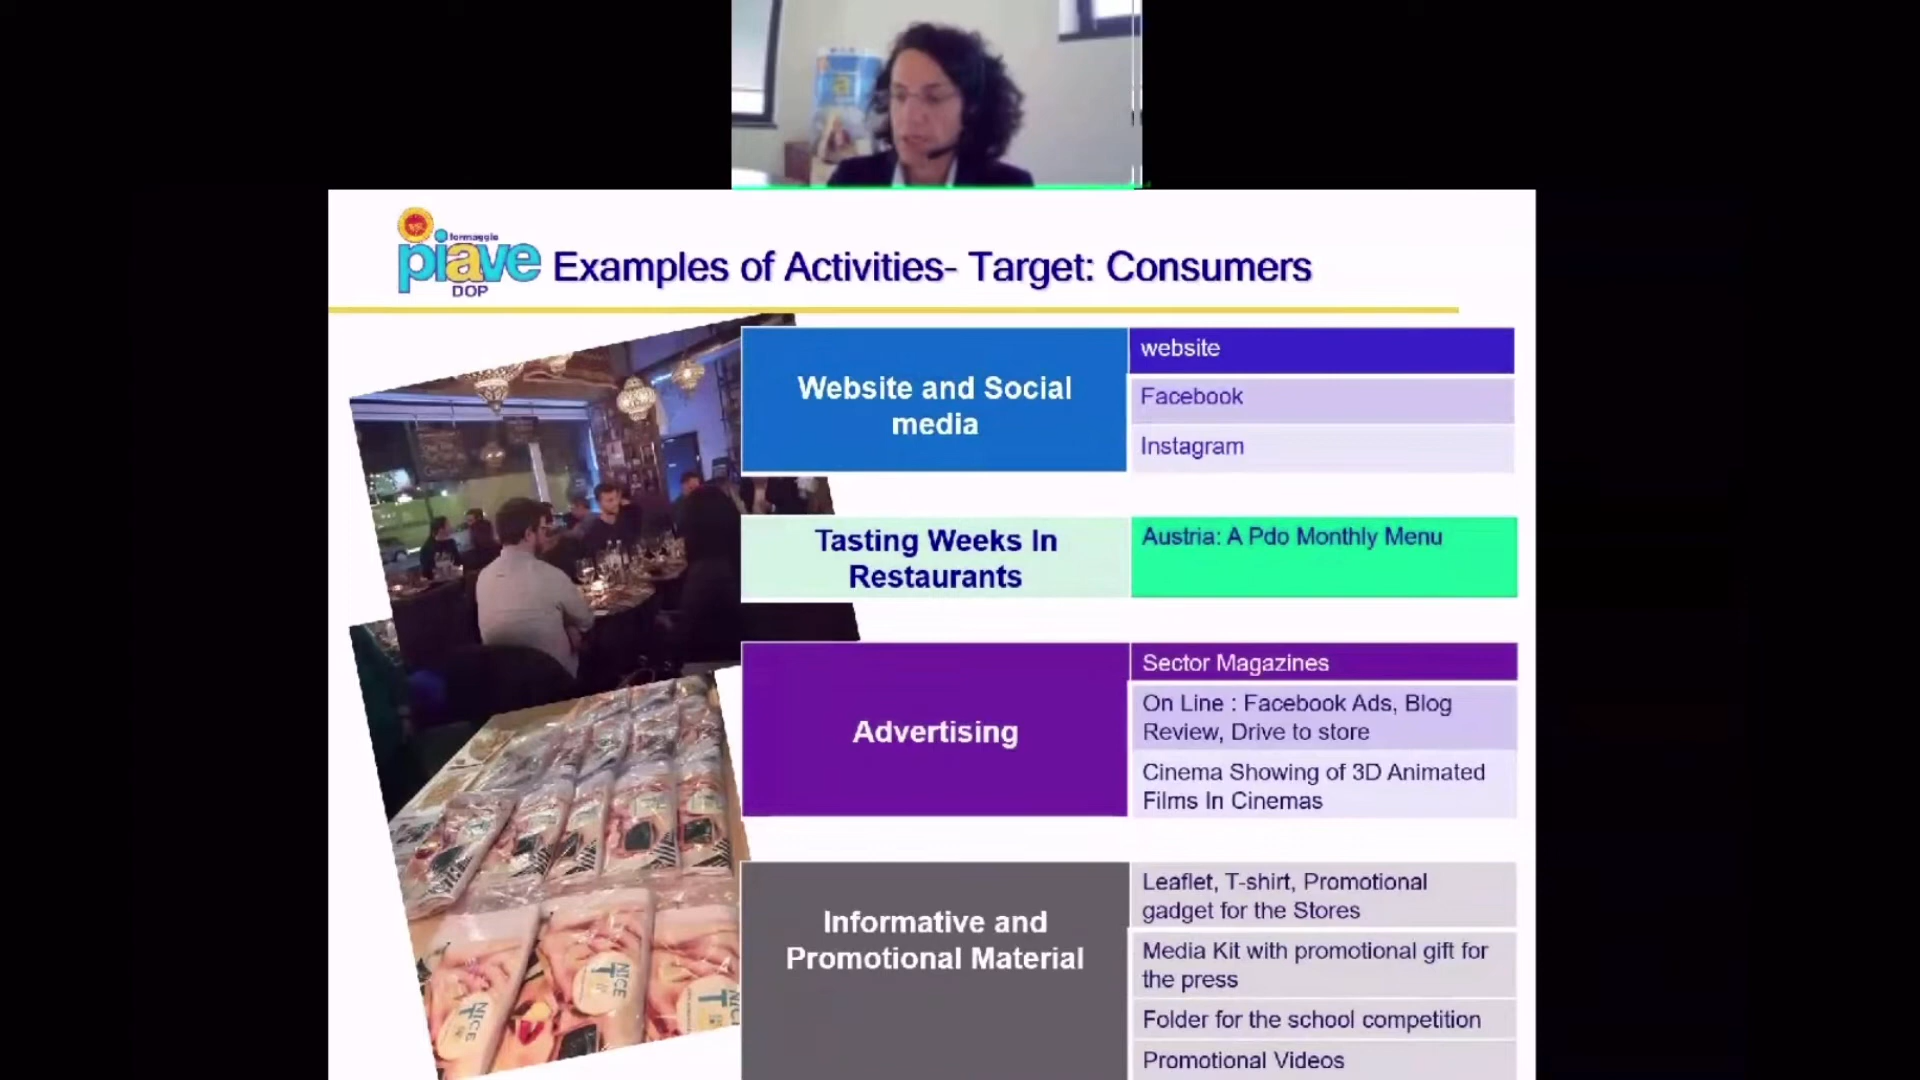 formaggio
piave
DOP
Examples of Activities- Target: Consumers
Website and Social
media
website
Facebook
Instagram
Tasting Weeks In
Restaurants
Austria: A Pdo Monthly Menu
Advertising
Sector Magazines
On Line : Facebook Ads, Blog
Review, Drive to store
Cinema Showing of 3D Animated
Films In Cinemas
Informative and
Promotional Material
Leaflet, T-shirt, Promotional
gadget for the Stores
Media Kit with promotional gift for
the press
Folder for the school competition
Promotional Videos
NICE
NICE